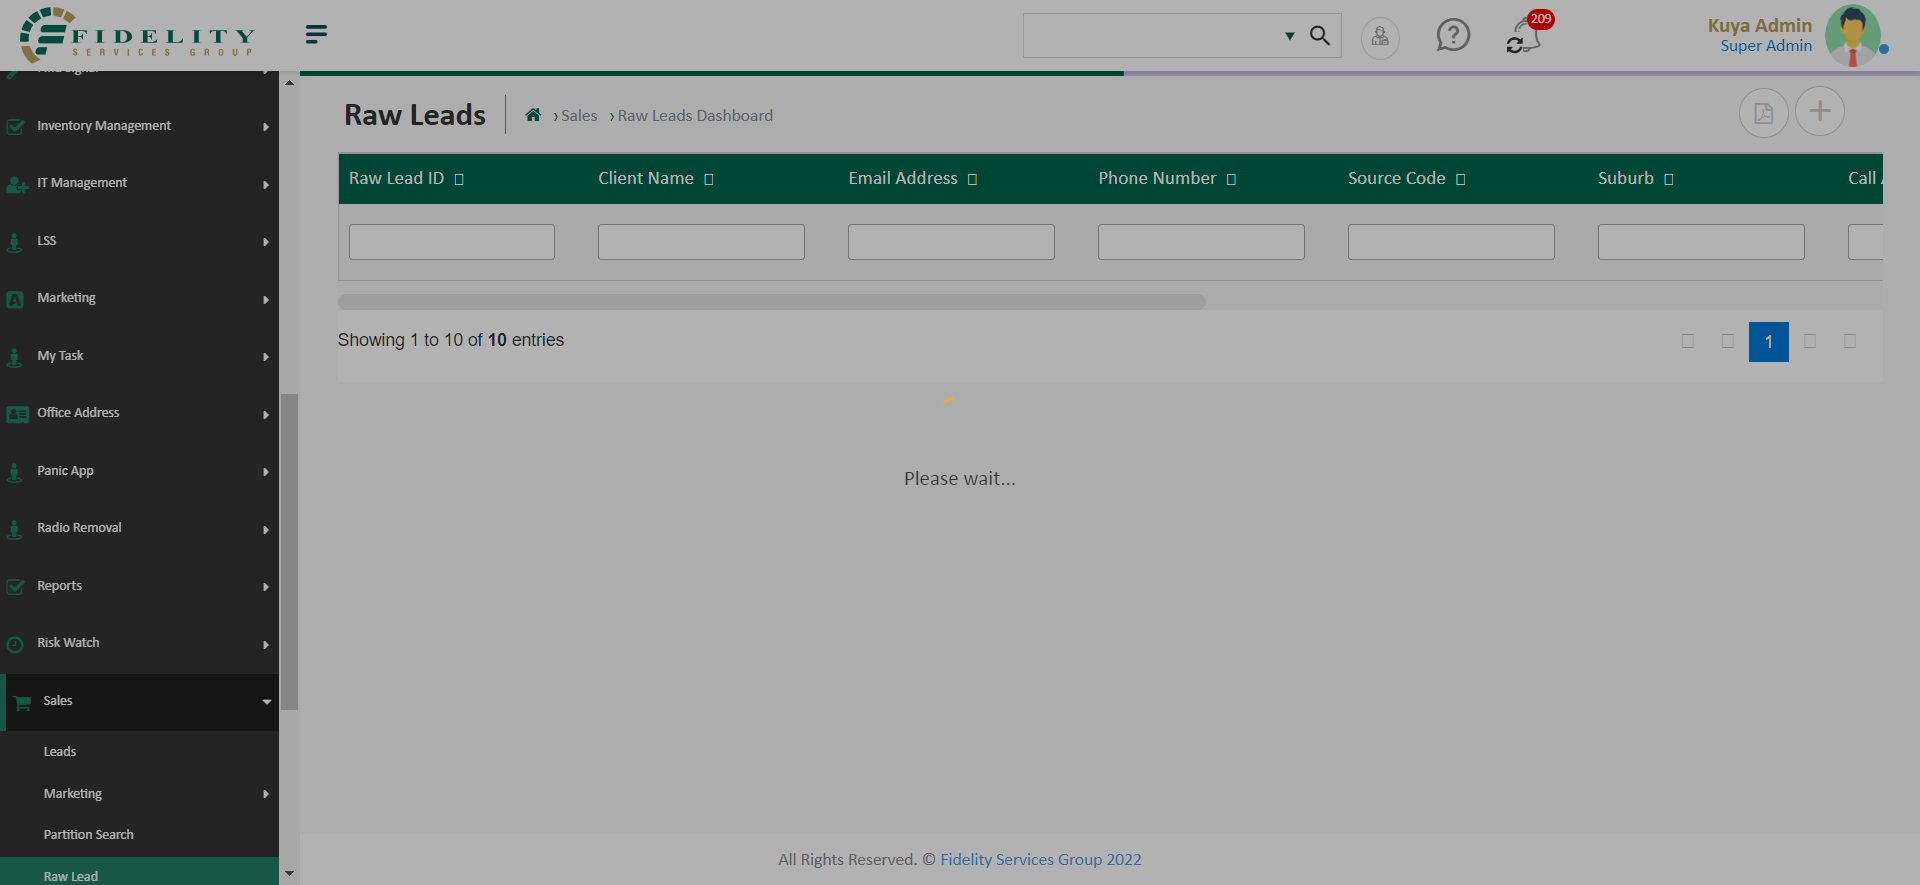 FIDELITY
SERVICES GROUP
209
Kuya Admin
Super Admin
Inventory Management
IT Management
LSS
Marketing
My Task
Office Address
Panic App
Radio Removal
Reports
Risk Watch
Sales
Leads
Marketing
Partition Search
Raw Lead
Raw Leads
› Sales › Raw Leads Dashboard
Raw Lead ID Client Name Email Address Phone Number Source Code Suburb Call
Showing 1 to 10 of 10 entries
1
Please wait...
All Rights Reserved. © Fidelity Services Group 2022